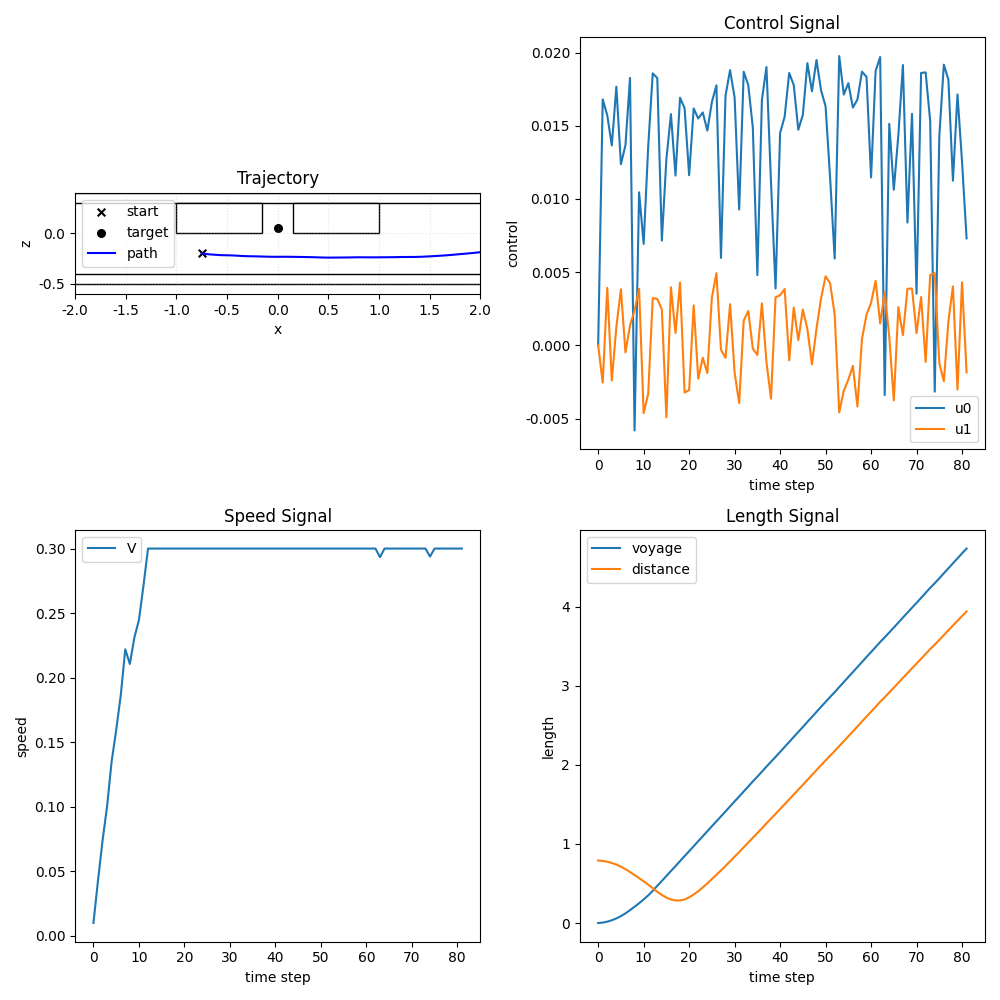 Trajectory
start
target
path
0.0
-0.5
z
-2.0 -1.5 -1.0 -0.5 0.0 0.5 1.0 1.5 2.0
x
Control Signal
0.020
0.015
0.010
0.005
0.000
-0.005
control
u0
u1
0 10 20 30 40 50 60 70 80
time step
Speed Signal
V
0.30
0.25
0.20
0.15
0.10
0.05
0.00
speed
0 10 20 30 40 50 60 70 80
time step
Length Signal
voyage
distance
4
3
2
1
0
length
0 10 20 30 40 50 60 70 80
time step